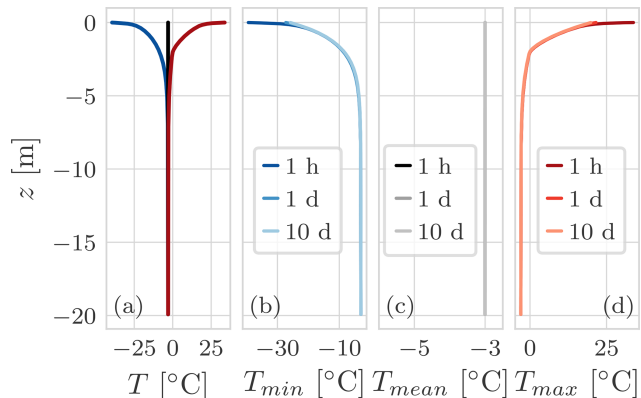 0
−5
−10
−15
−20
z [m]
(a)
(b)
(c)
(d)
1 h
1 d
10 d
1 h
1 d
10 d
1 h
1 d
10 d
−25 0 25
−30 −10
−5 −3
0 25
T [°C]
T_min [°C]
T_mean [°C]
T_max [°C]